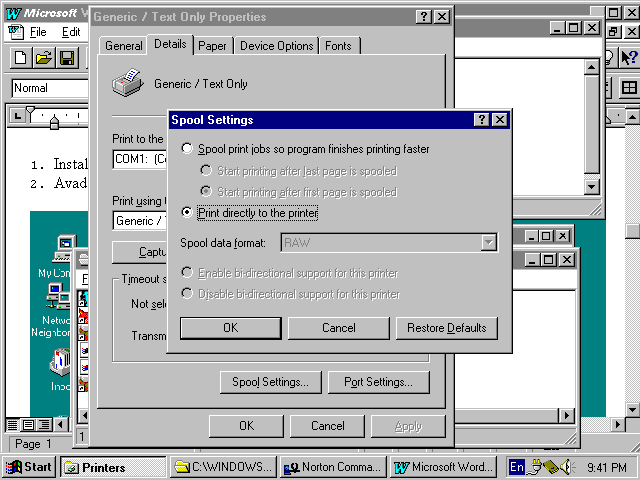 Microsoft W
Generic / Text Only Properties
File
Edit
General
Details
Paper
Device Options
Fonts
Normal
Generic / Text Only
Spool Settings
Spool print jobs so program finishes printing faster
Start printing after last page is spooled
Start printing after first page is spooled
Print directly to the printer
Spool data format:
RAW
Enable bi-directional support for this printer
Disable bi-directional support for this printer
OK
Cancel
Restore Defaults
Print to the
COM1: (Co
Print using
Generic / T
Captu
Timeout s
Not sele
Transm
1. Instal
2. Avad
My Com
Netwo
Neighbor
Inbo
Spool Settings...
Port Settings...
OK
Cancel
Apply
Page 1
1
Start
Printers
C:\WINDOWS...
Norton Comma...
Microsoft Word...
En
9:41 PM